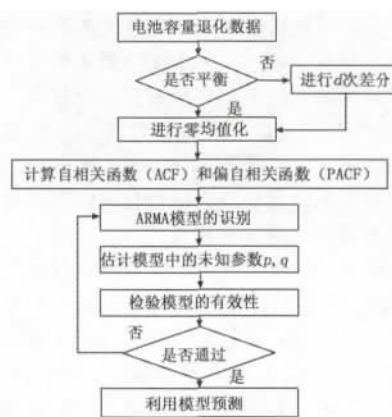 电池容量退化数据
否
是否平衡
进行d次差分
是
进行零均值化
计算自相关函数（ACF）和偏自相关函数（PACF）
ARMA模型的识别
估计模型中的未知参数p,q
检验模型的有效性
否
是否通过
是
利用模型预测